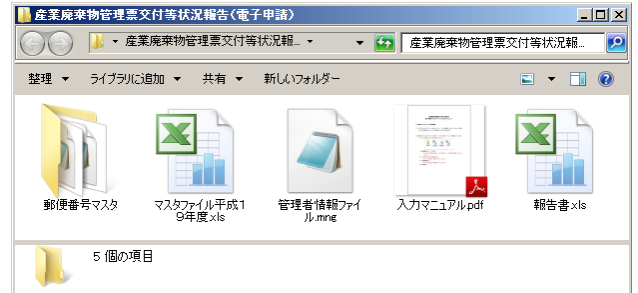 産業廃棄物管理票交付等状況報告(電子申請)
産業廃棄物管理票交付等状況報...
産業廃棄物管理票交付等状況報...
整理 ライブラリに追加 共有 新しいフォルダー
郵便番号マスタ
マスタファイル平成1
9年度.xls
管理者情報ファイ
ル.mng
入力マニュアル.pdf
報告書.xls
5 個の項目